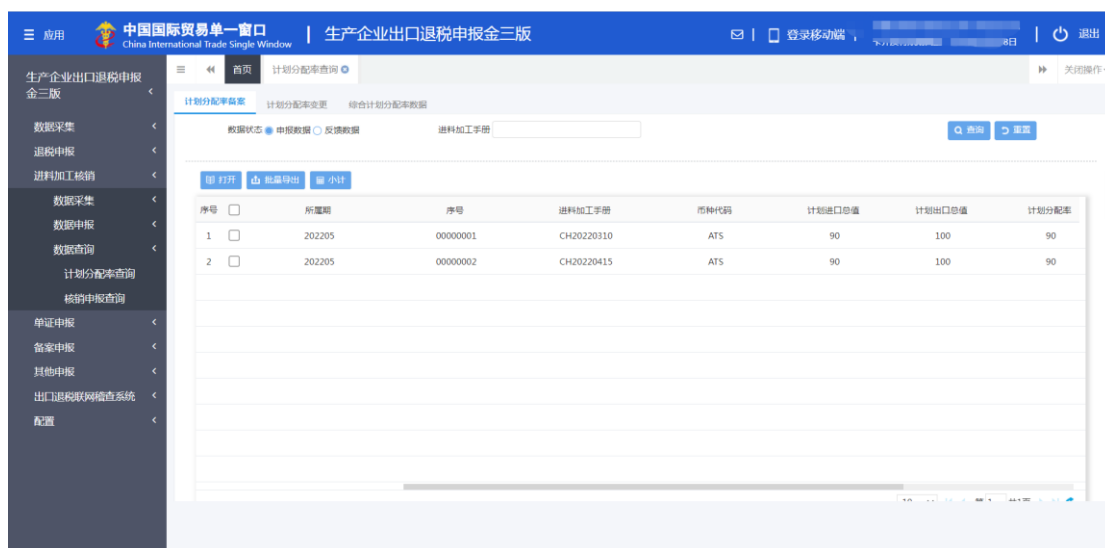 应用
中国国际贸易单一窗口
China International Trade Single Window
生产企业出口退税申报金三版
登录移动端
8日
退出
生产企业出口退税申报
金三版
首页
计划分配率查询
关闭操作
计划分配率备案
计划分配率变更
综合计划分配率数据
数据状态 申报数据 反馈数据
进料加工手册
查询 重置
打开 批量导出 小计
数据采集
退税申报
进料加工核销
数据采集
数据申报
数据查询
计划分配率查询
核销申报查询
单证申报
备案申报
其他申报
出口退税联网稽查系统
配置
序号 所属期 序号 进料加工手册 币种代码 计划进口总值 计划出口总值 计划分配率
1 202205 00000001 CH20220310 ATS 90 100 90
2 202205 00000002 CH20220415 ATS 90 100 90